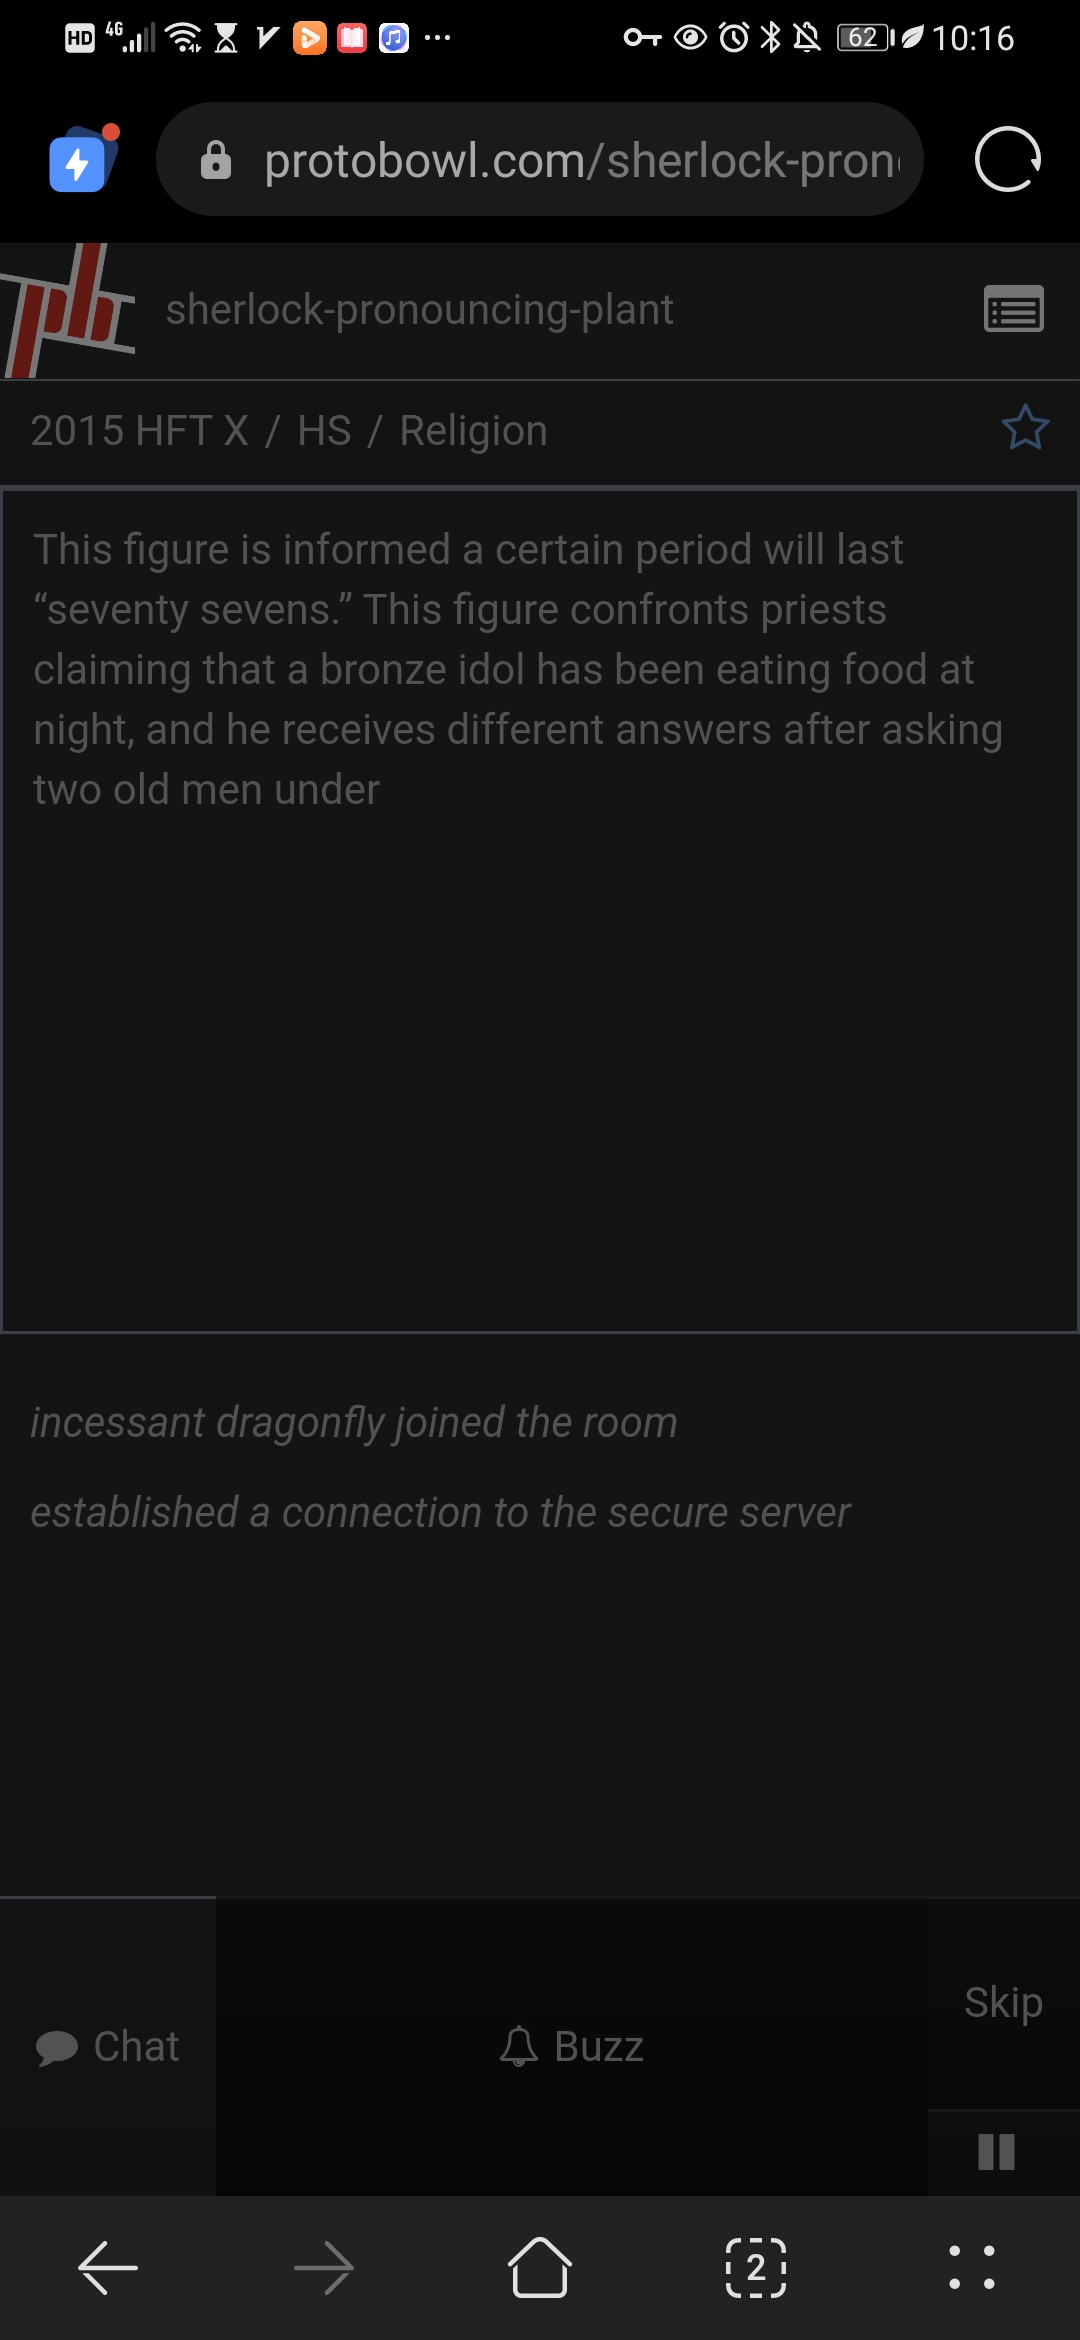 HD 4G 62 10:16
protobowl.com/sherlock-pron
sherlock-pronouncing-plant
2015 HFT X / HS / Religion
This figure is informed a certain period will last
“seventy sevens.” This figure confronts priests
claiming that a bronze idol has been eating food at
night, and he receives different answers after asking
two old men under
incessant dragonfly joined the room
established a connection to the secure server
Chat
Buzz
Skip
2